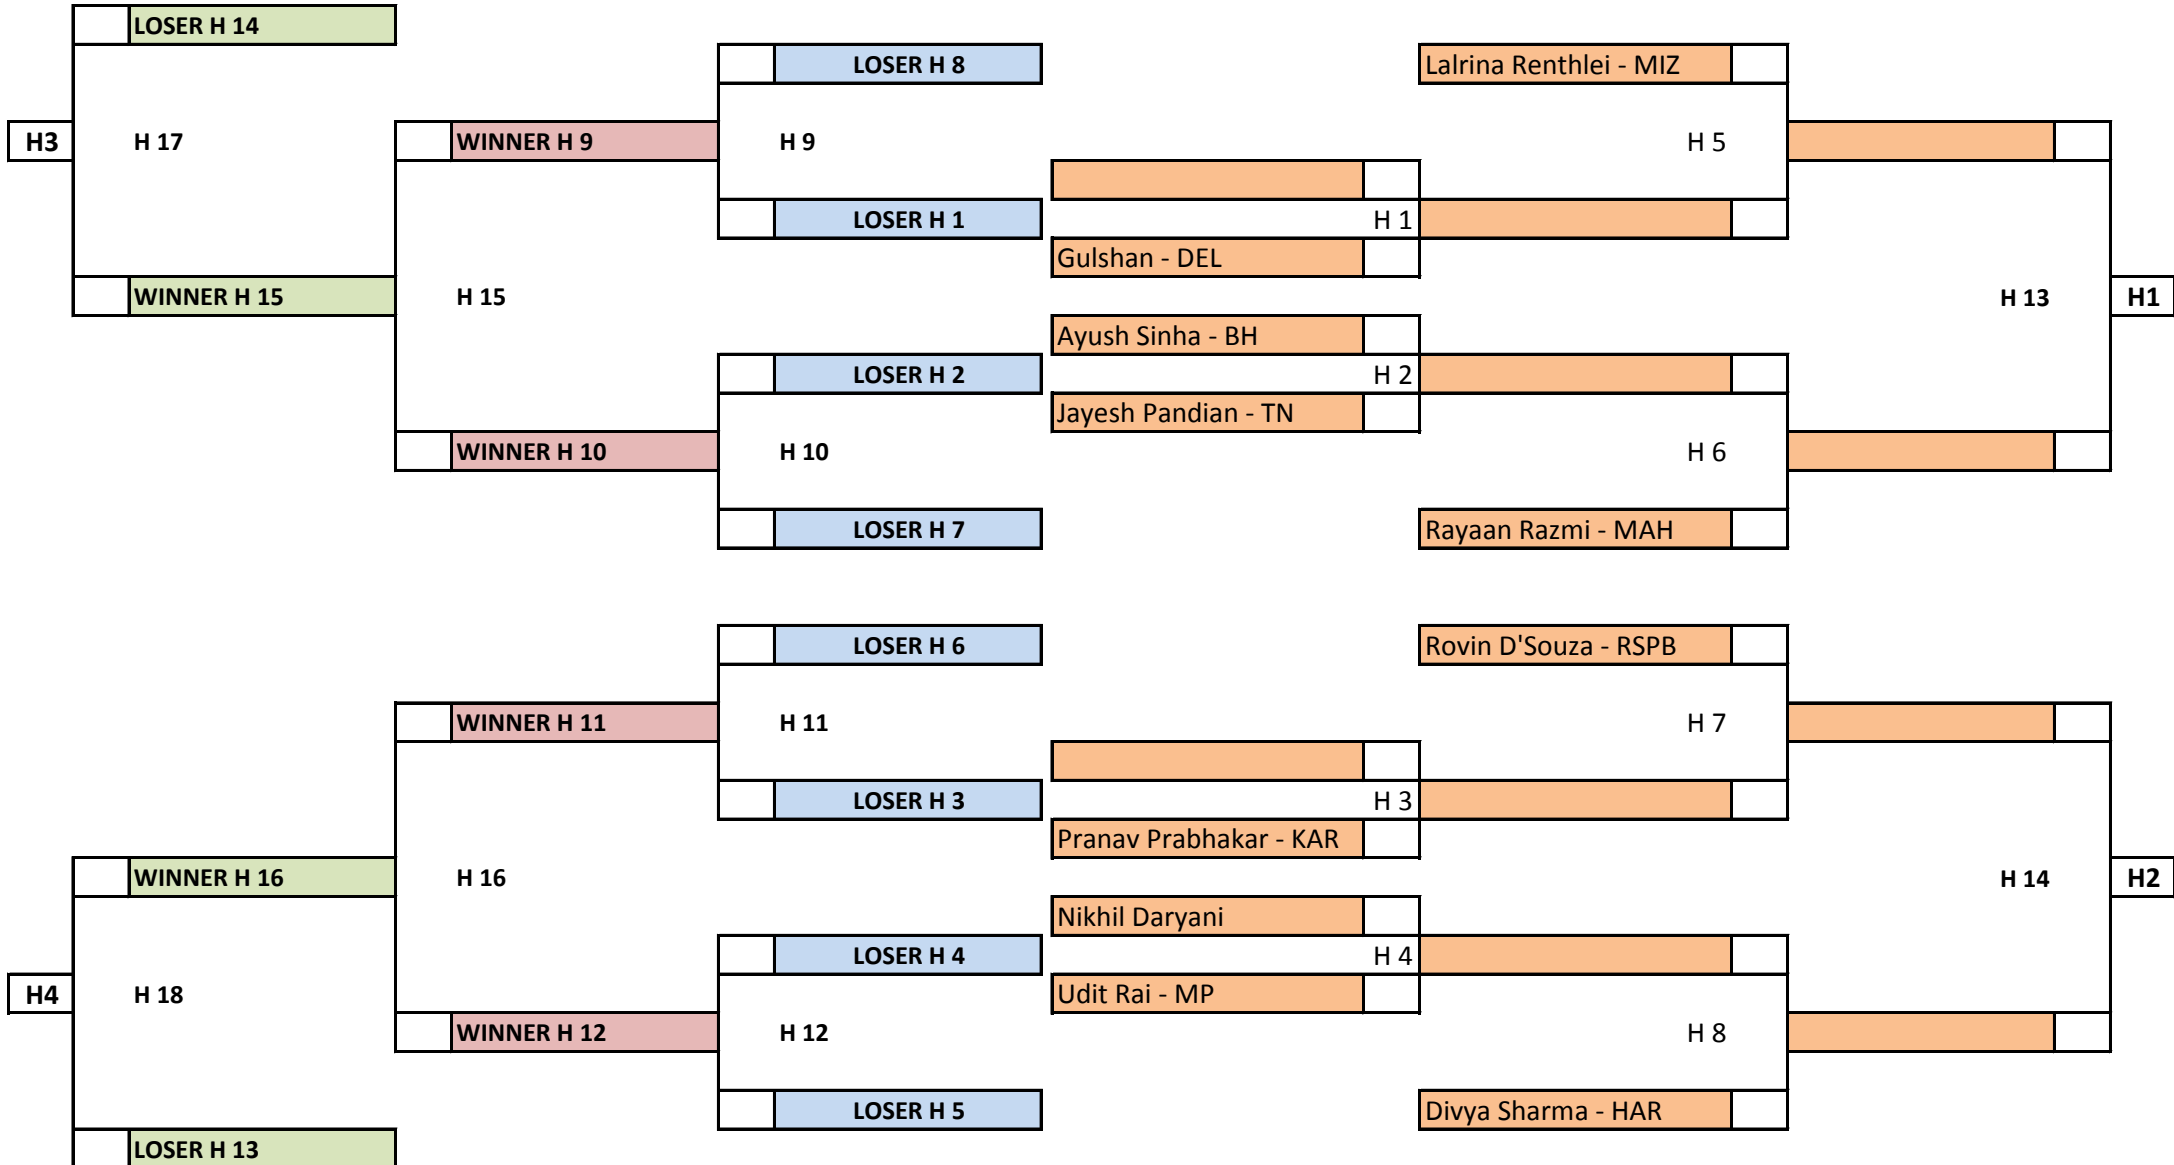 LOSER H 14
LOSER H 8
Lalrina Renthlei - MIZ
H3
H 17
WINNER H 9
H 9
H 5
LOSER H 1
H 1
Gulshan - DEL
WINNER H 15
H 15
H 13
H1
Ayush Sinha - BH
LOSER H 2
H 2
Jayesh Pandian - TN
WINNER H 10
H 10
H 6
LOSER H 7
Rayaan Razmi - MAH
LOSER H 6
Rovin D'Souza - RSPB
WINNER H 11
H 11
H 7
LOSER H 3
H 3
Pranav Prabhakar - KAR
WINNER H 16
H 16
H 14
H2
Nikhil Daryani
LOSER H 4
H 4
H4
H 18
Udit Rai - MP
WINNER H 12
H 12
H 8
LOSER H 5
Divya Sharma - HAR
LOSER H 13